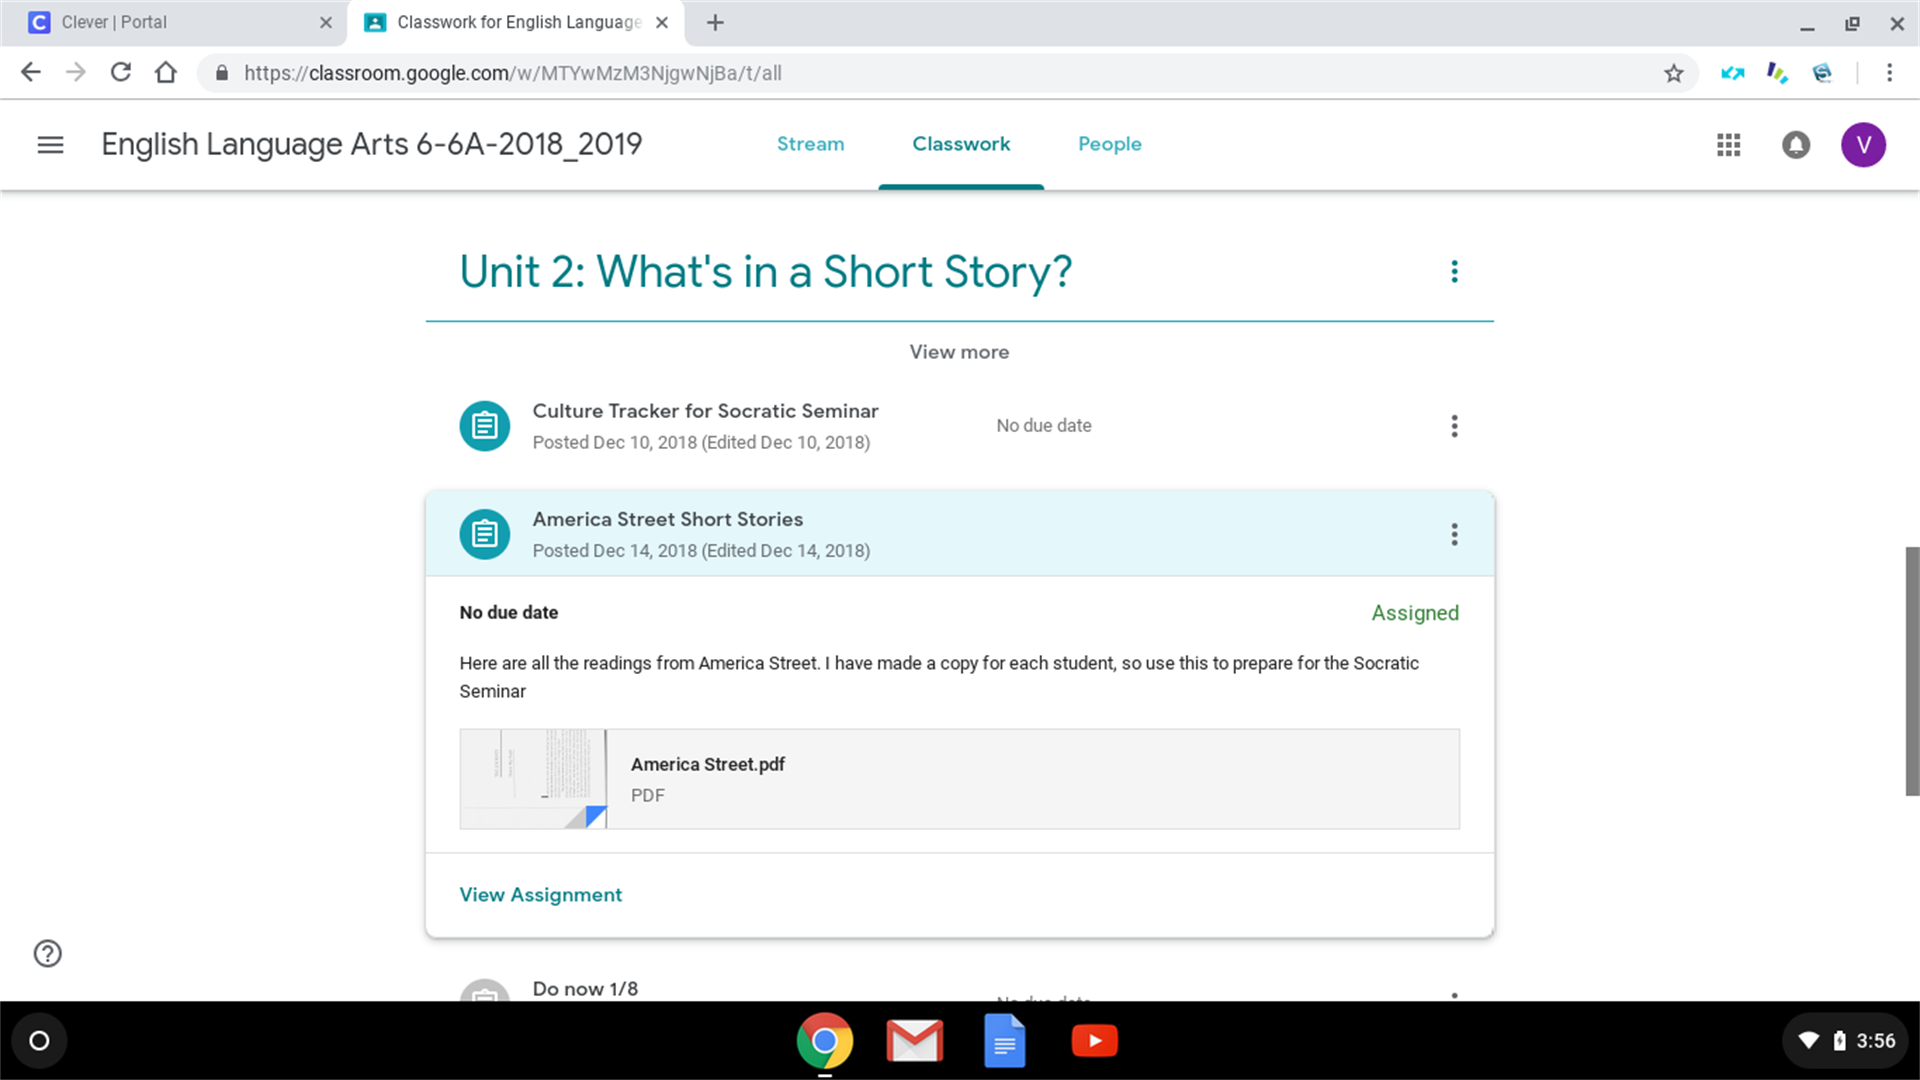 Clever | Portal
Classwork for English Language
https://classroom.google.com/w/MTYwMzM3NjgwNjBa/t/all
English Language Arts 6-6A-2018_2019
Stream
Classwork
People
V
Unit 2: What's in a Short Story?
View more
Culture Tracker for Socratic Seminar
Posted Dec 10, 2018 (Edited Dec 10, 2018)
No due date
America Street Short Stories
Posted Dec 14, 2018 (Edited Dec 14, 2018)
No due date
Assigned
Here are all the readings from America Street. I have made a copy for each student, so use this to prepare for the Socratic
Seminar
America Street.pdf
PDF
View Assignment
Do now 1/8
No due date
3:56